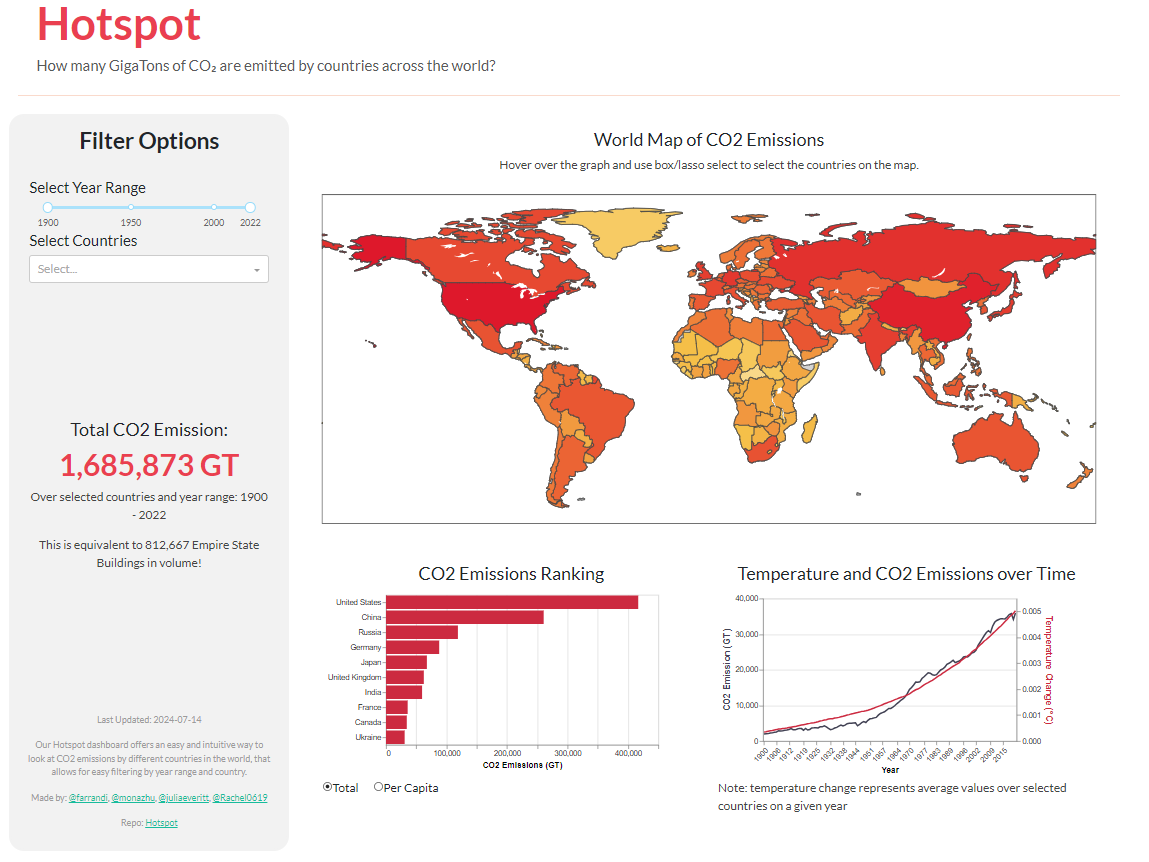 Hotspot
How many GigaTons of CO₂ are emitted by countries across the world?
Filter Options
Select Year Range
1900 1950 2000 2022
Select Countries
Select...
Total CO2 Emission:
1,685,873 GT
Over selected countries and year range: 1900
- 2022
This is equivalent to 812,667 Empire State
Buildings in volume!
Last Updated: 2024-07-14
Our Hotspot dashboard offers an easy and intuitive way to
look at CO2 emissions by different countries in the world, that
allows for easy filtering by year range and country.
Made by: @farrandi, @monazhu, @juliaeveritt, @Rachel0619
Repo: Hotspot
World Map of CO2 Emissions
Hover over the graph and use box/lasso select to select the countries on the map.
CO2 Emissions Ranking
United States
China
Russia
Germany
Japan
United Kingdom
India
France
Canada
Ukraine
0 100,000 200,000 300,000 400,000
CO2 Emissions (GT)
Total Per Capita
Temperature and CO2 Emissions over Time
CO2 Emission (GT)
40,000
30,000
20,000
10,000
0
0.005
0.004
0.003
0.002
0.001
0.000
Temperature Change (°C)
1900 1906 1912 1919 1925 1932 1938 1944 1951 1957 1964 1970 1977 1983 1989 1996 2002 2009 2015
Year
Note: temperature change represents average values over selected
countries on a given year